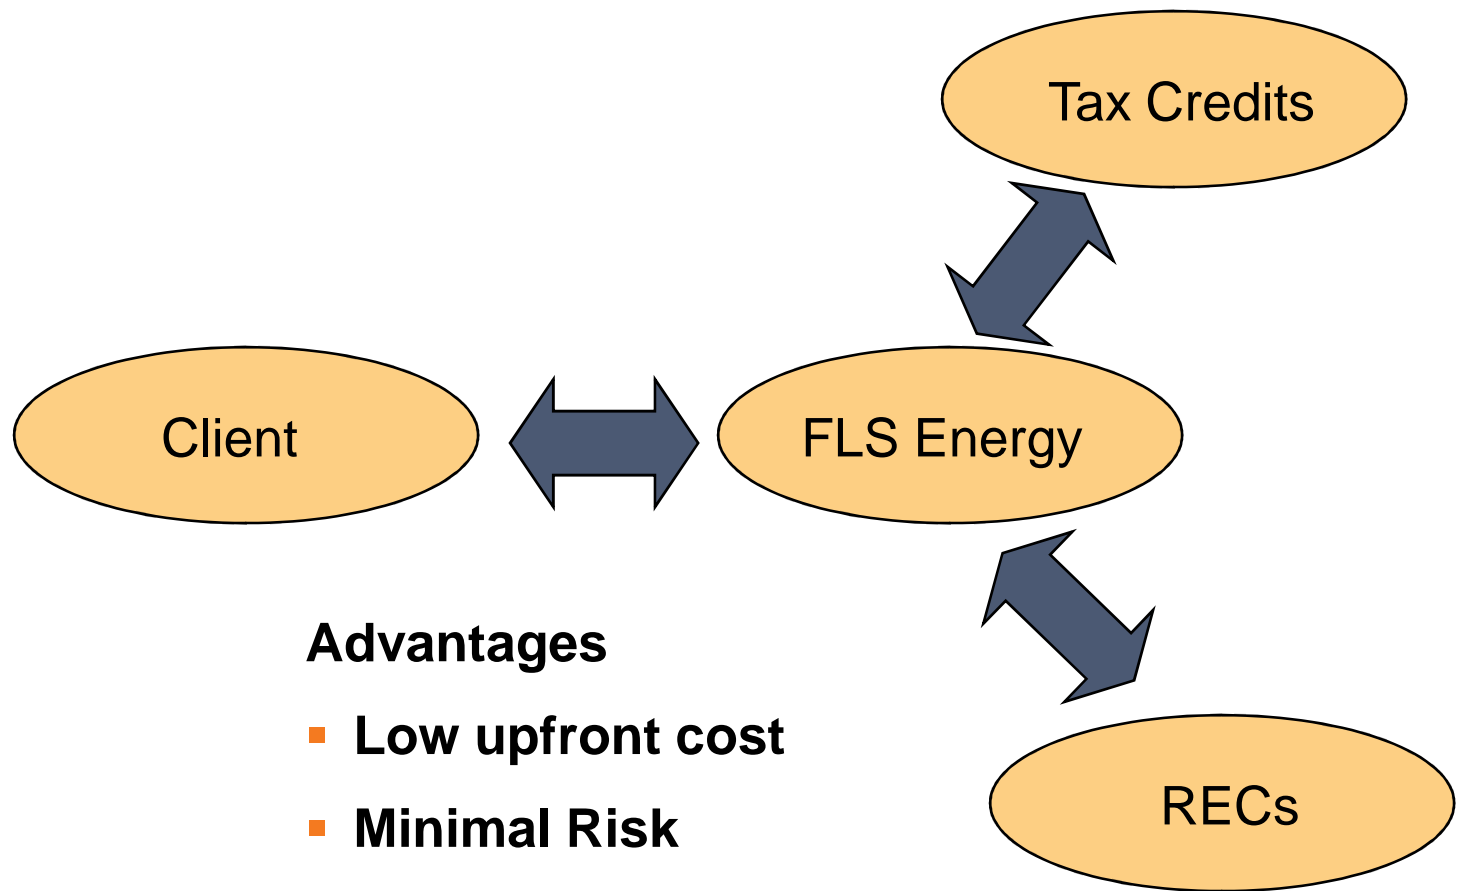 Tax Credits
Client
FLS Energy
Advantages
Low upfront cost
Minimal Risk
RECs